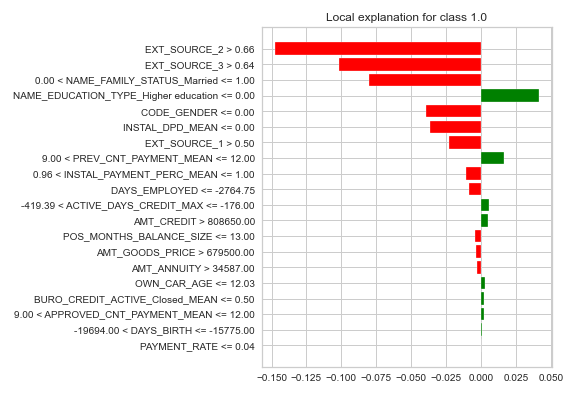 Local explanation for class 1.0
EXT_SOURCE_2 > 0.66
EXT_SOURCE_3 > 0.64
0.00 < NAME_FAMILY_STATUS_Married <= 1.00
NAME_EDUCATION_TYPE_Higher education <= 0.00
CODE_GENDER <= 0.00
INSTAL_DPD_MEAN <= 0.00
EXT_SOURCE_1 > 0.50
9.00 < PREV_CNT_PAYMENT_MEAN <= 12.00
0.96 < INSTAL_PAYMENT_PERC_MEAN <= 1.00
DAYS_EMPLOYED <= -2764.75
-419.39 < ACTIVE_DAYS_CREDIT_MAX <= -176.00
AMT_CREDIT > 808650.00
POS_MONTHS_BALANCE_SIZE <= 13.00
AMT_GOODS_PRICE > 679500.00
AMT_ANNUITY > 34587.00
OWN_CAR_AGE <= 12.03
BURO_CREDIT_ACTIVE_Closed_MEAN <= 0.50
9.00 < APPROVED_CNT_PAYMENT_MEAN <= 12.00
-19694.00 < DAYS_BIRTH <= -15775.00
PAYMENT_RATE <= 0.04
−0.150 −0.125 −0.100 −0.075 −0.050 −0.025 0.000 0.025 0.050